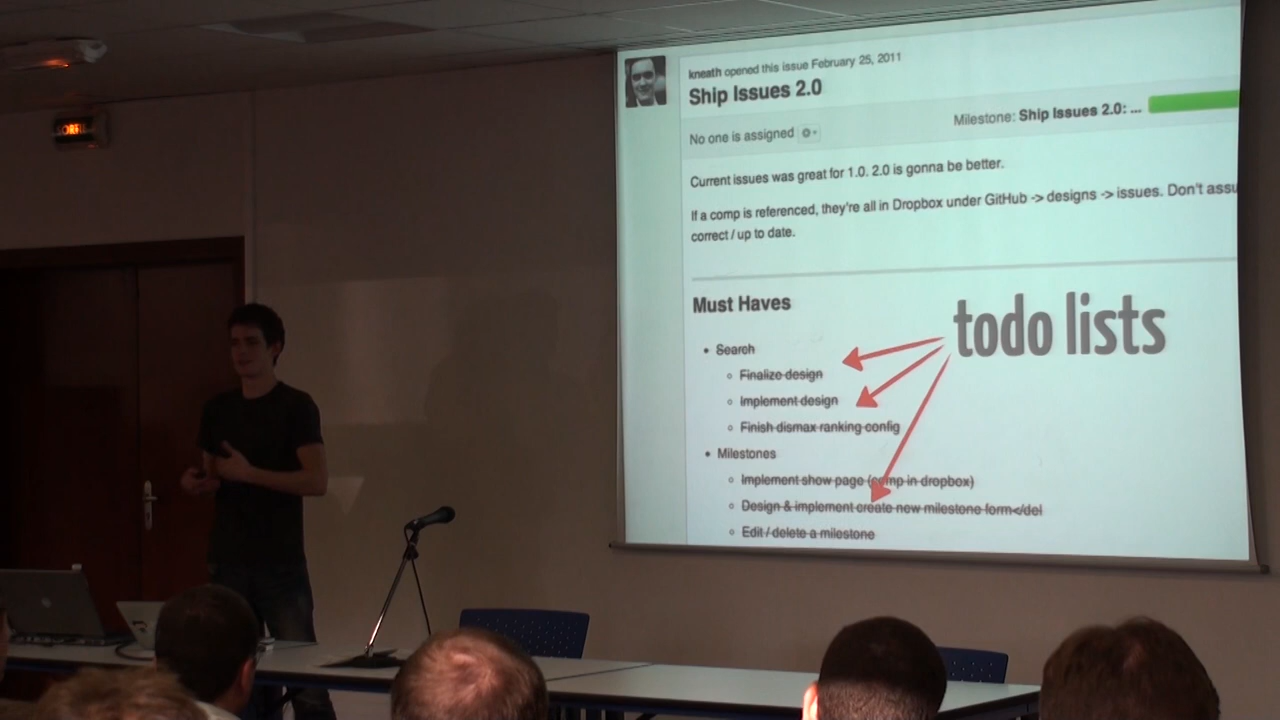 SORTIE
kneath opened this issue February 25, 2011
Ship Issues 2.0
No one is assigned
Milestone: Ship Issues 2.0: ...
Current issues was great for 1.0. 2.0 is gonna be better.
If a comp is referenced, they're all in Dropbox under GitHub -> designs -> issues. Don't assu
correct / up to date.
Must Haves
todo lists
• Search
Finalize design
Implement design
Finish dismax ranking config
• Milestones
Implement show page (comp in dropbox)
Design & implement create new milestone form</del
Edit / delete a milestone